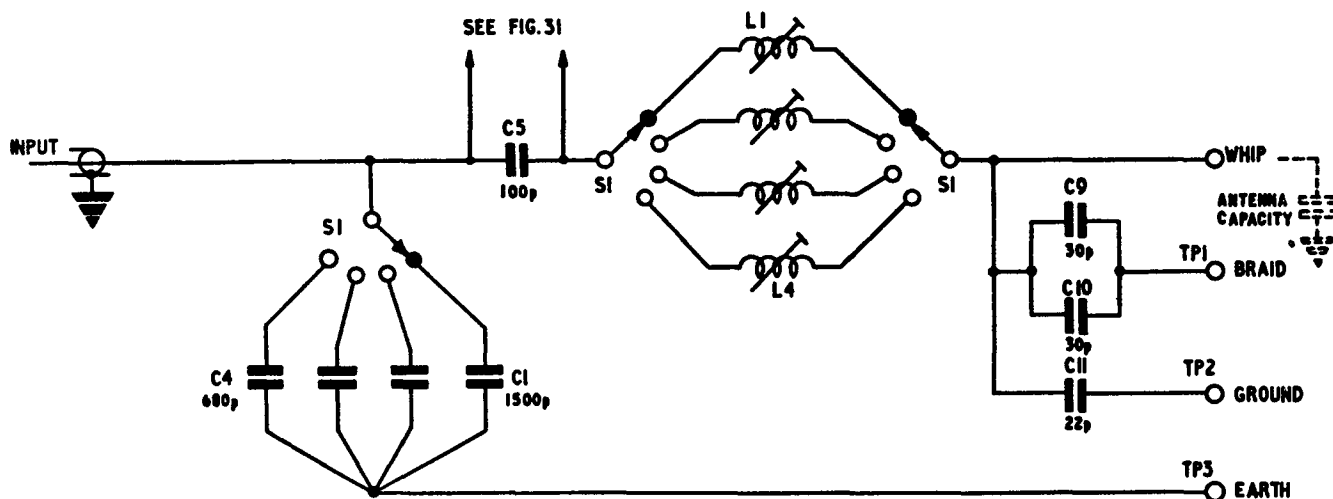 SEE FIG.31
L1
INPUT
C5
100p
S1
S1
WHIP
C9
30p
ANTENNA
CAPACITY
S1
TP1
BRAID
L4
C10
30p
C4
680p
C1
1500p
C11
22p
TP2
GROUND
TP3
EARTH